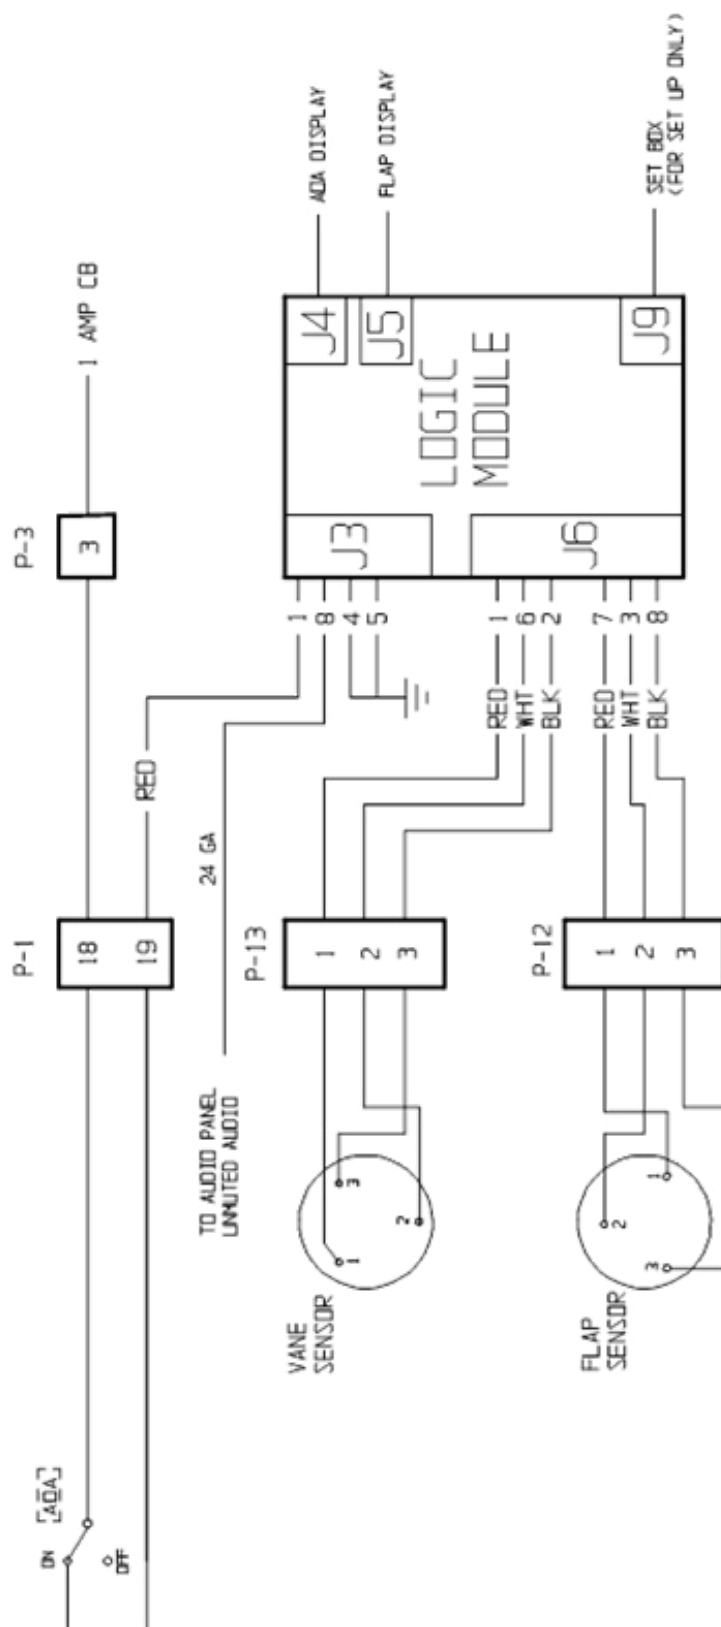 [AOA]
ON
OFF
P-1
18
19
P-3
3
1 AMP CB
RED
TO AUDIO PANEL
UNMUTED AUDIO
24 GA
VANE
SENSOR
1
3
2
P-13
1
2
3
RED
WHT
BLK
1
8
4
5
1
6
2
J3
J4
AOA DISPLAY
J5
FLAP DISPLAY
LOGIC
MODULE
FLAP
SENSOR
2
3
1
P-12
1
2
3
RED
WHT
BLK
7
3
8
J6
J9
SET BOX
(FOR SET UP ONLY)